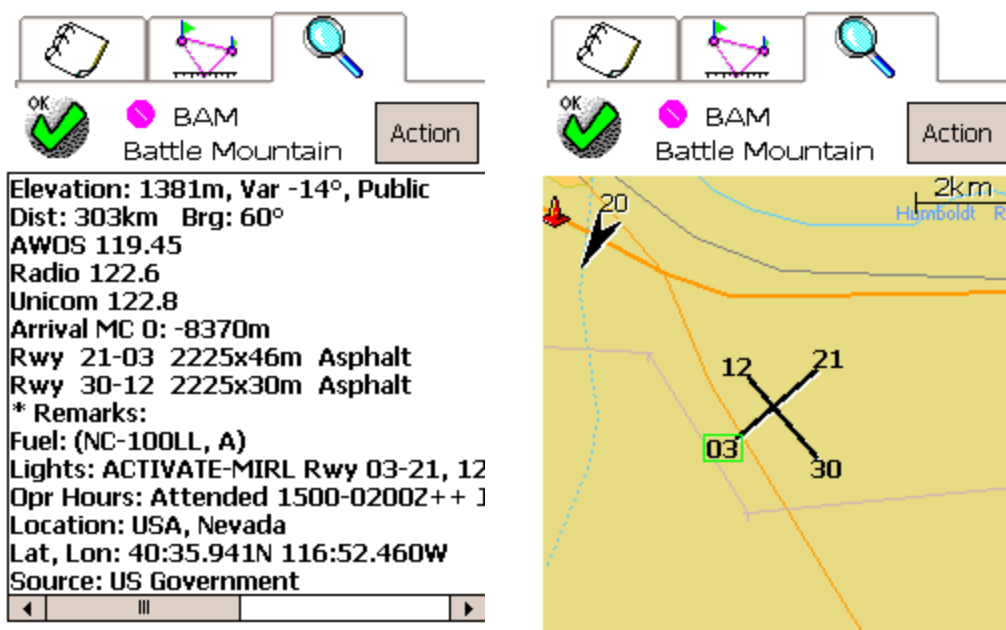 OK
BAM
Battle Mountain
Action
Elevation: 1381m, Var -14°, Public
Dist: 303km Brg: 60°
AWOS 119.45
Radio 122.6
Unicom 122.8
Arrival MC 0: -8370m
Rwy 21-03 2225x46m Asphalt
Rwy 30-12 2225x30m Asphalt
* Remarks:
Fuel: (NC-100LL, A)
Lights: ACTIVATE-MIRL Rwy 03-21, 12
Opr Hours: Attended 1500-0200Z++
Location: USA, Nevada
Lat, Lon: 40:35.941N 116:52.460W
Source: US Government
OK
BAM
Battle Mountain
Action
2km
20
Humboldt R
12
21
03
30